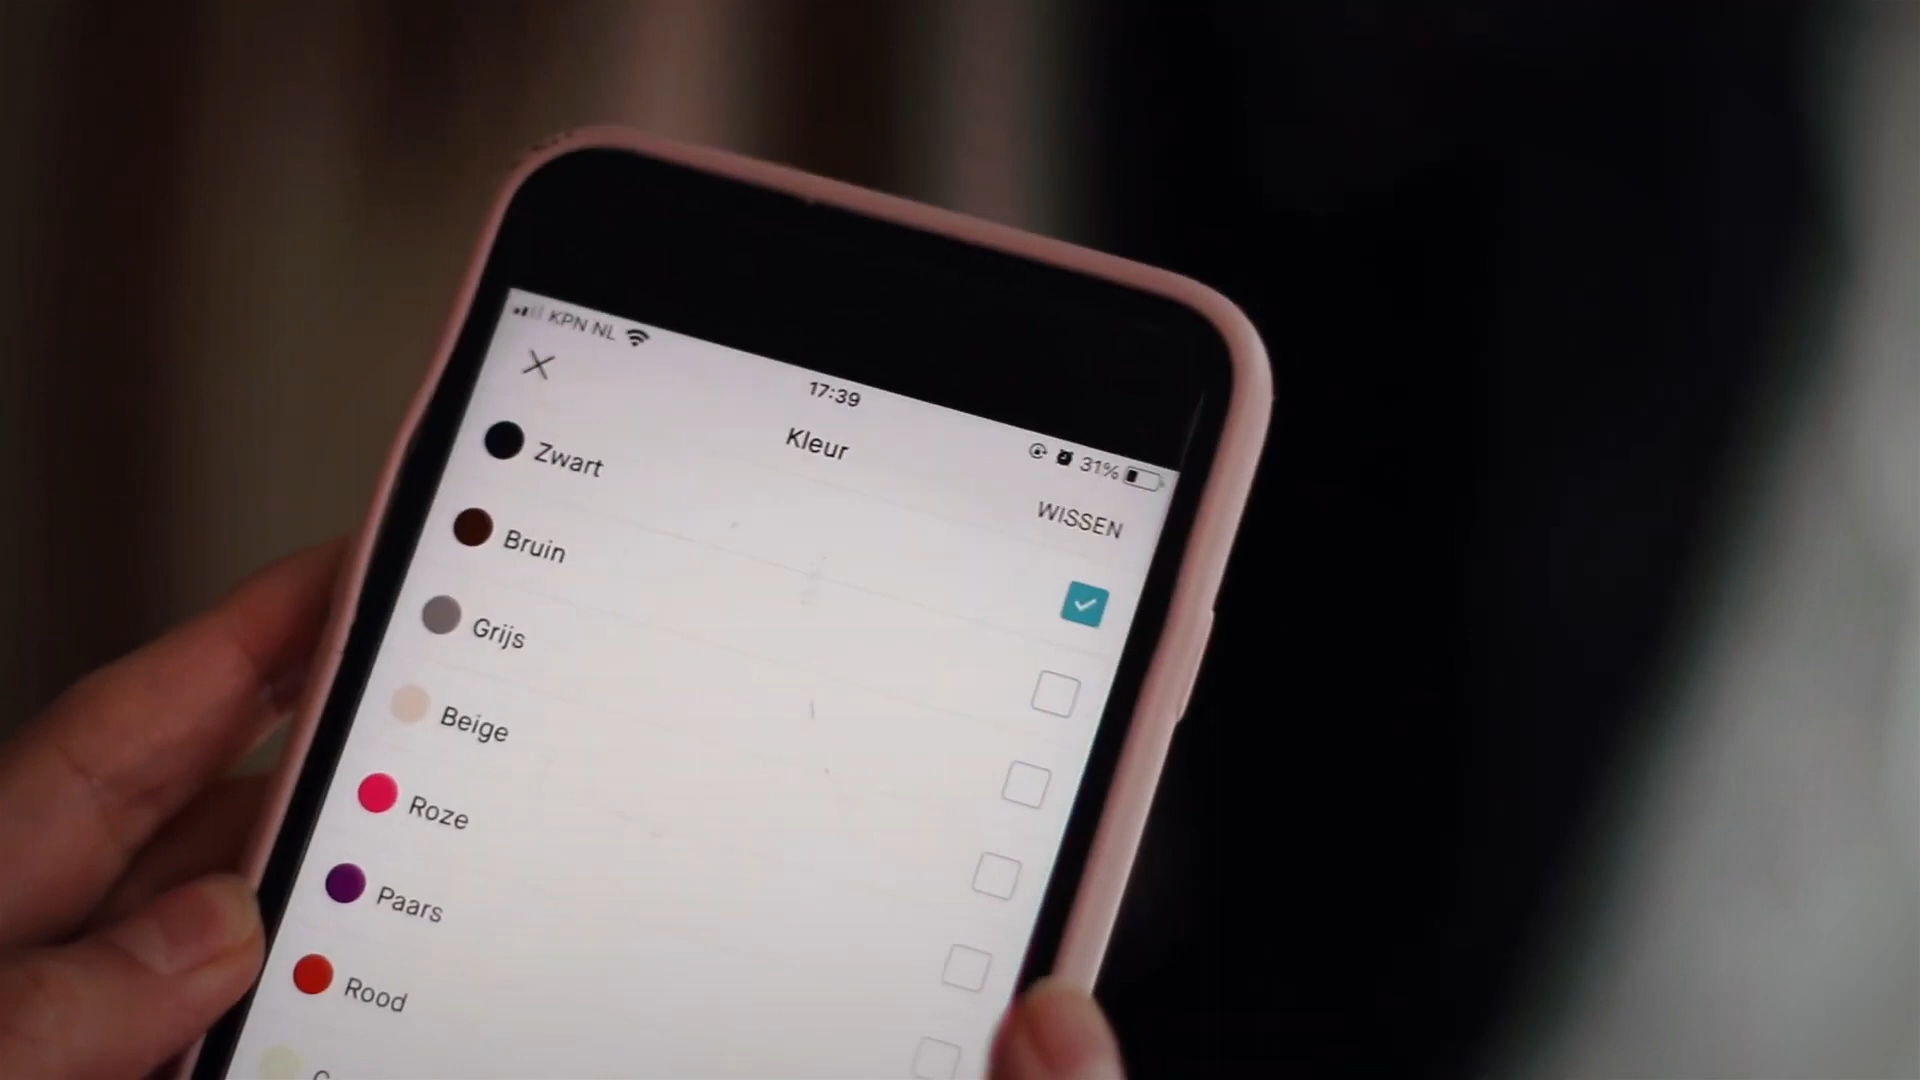 KPN NL
17:39
31%
Kleur
WISSEN
Zwart
Bruin
Grijs
Beige
Roze
Paars
Rood